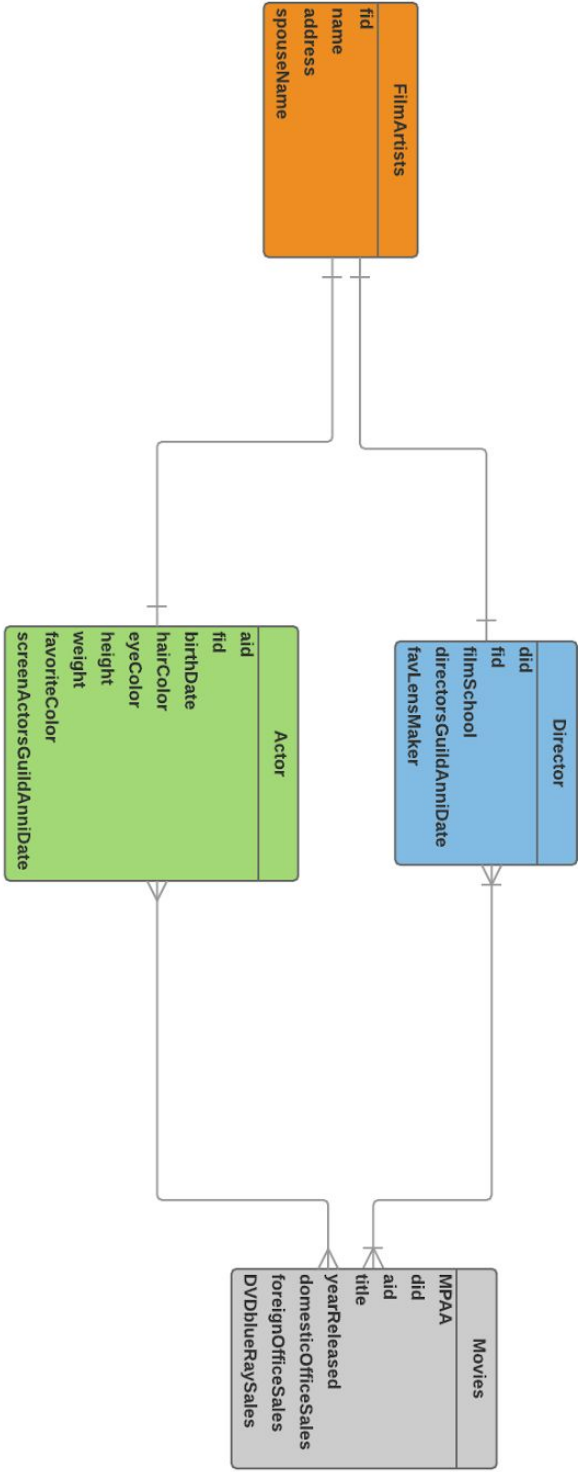 FilmArtists
fid
name
address
spouseName
Director
did
fid
filmSchool
directorsGuildAnniDate
favLensMaker
Actor
aid
fid
birthDate
hairColor
eyeColor
height
weight
favoriteColor
screenActorsGuildAnniDate
Movies
MPAA
did
aid
title
yearReleased
domesticOfficeSales
foreignOfficeSales
DVDblueRaySales